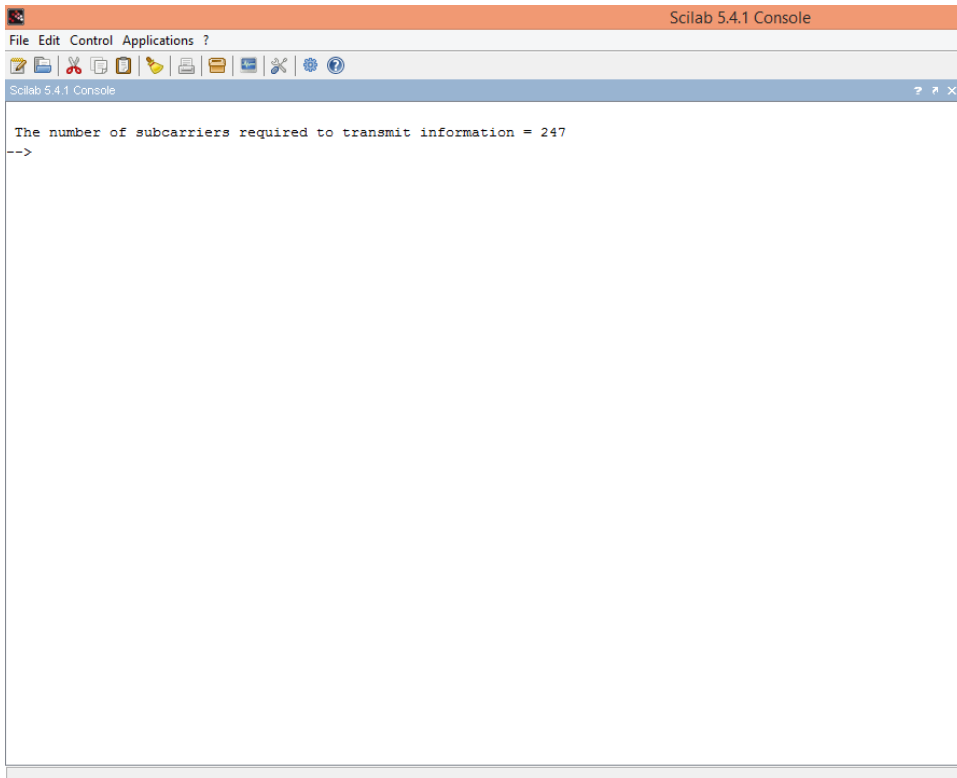 Scilab 5.4.1 Console
File Edit Control Applications ?
Scilab 5.4.1 Console ? ↗ ×
The number of subcarriers required to transmit information = 247
-->